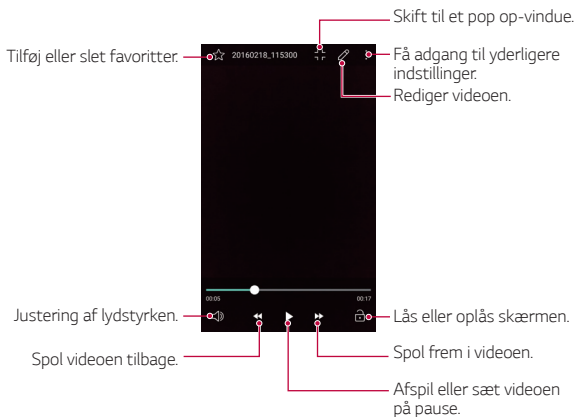 Skift til et pop op-vindue.
Tilføj eller slet favoritter.
20160218_115300
Få adgang til yderligere
indstillinger.
Rediger videoen.
00:05
00:17
Justering af lydstyrken.
Lås eller oplås skærmen.
Spol videoen tilbage.
Spol frem i videoen.
Afspil eller sæt videoen
på pause.